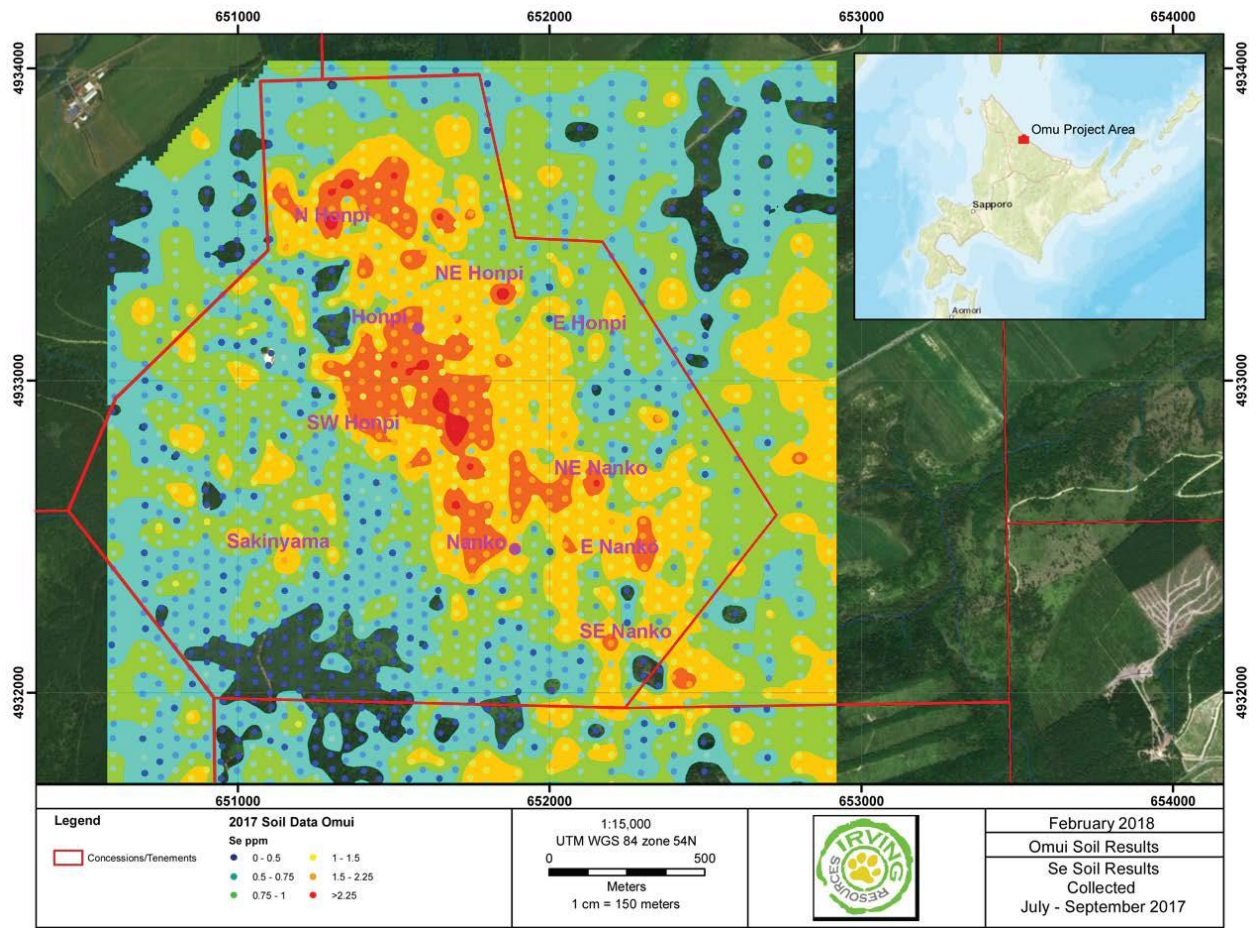 651000 652000 653000 654000
4934000 4934000
Omu Project Area
Sapporo
Aomori
N Honpi
NE Honpi
Honpi
E Honpi
4933000 4933000
SW Honpi
NE Nanko
Sakinyama
Nanko
E Nanko
SE Nanko
4932000 4932000
651000 652000 653000 654000
Legend
Concessions/Tenements
2017 Soil Data Omui
Se ppm
0 - 0.5
0.5 - 0.75
0.75 - 1
1 - 1.5
1.5 - 2.25
>2.25
1:15,000
UTM WGS 84 zone 54N
0 500
Meters
1 cm = 150 meters
IRVING
RESOURCES
February 2018
Omui Soil Results
Se Soil Results
Collected
July - September 2017